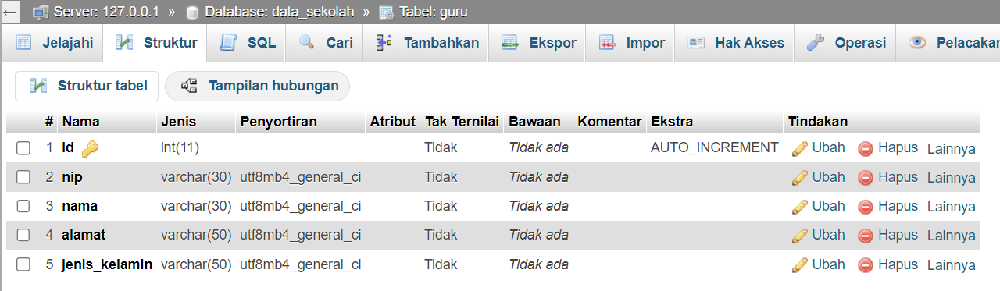 ← Server: 127.0.0.1 » Database: data_sekolah » Tabel: guru
Jelajahi Struktur SQL Cari Tambahkan Ekspor Impor Hak Akses Operasi Pelacakan
Struktur tabel Tampilan hubungan
# Nama Jenis Penyortiran Atribut Tak Ternilai Bawaan Komentar Ekstra Tindakan
1 id int(11) Tidak Tidak ada AUTO_INCREMENT Ubah Hapus Lainnya
2 nip varchar(30) utf8mb4_general_ci Tidak Tidak ada Ubah Hapus Lainnya
3 nama varchar(30) utf8mb4_general_ci Tidak Tidak ada Ubah Hapus Lainnya
4 alamat varchar(50) utf8mb4_general_ci Tidak Tidak ada Ubah Hapus Lainnya
5 jenis_kelamin varchar(50) utf8mb4_general_ci Tidak Tidak ada Ubah Hapus Lainnya